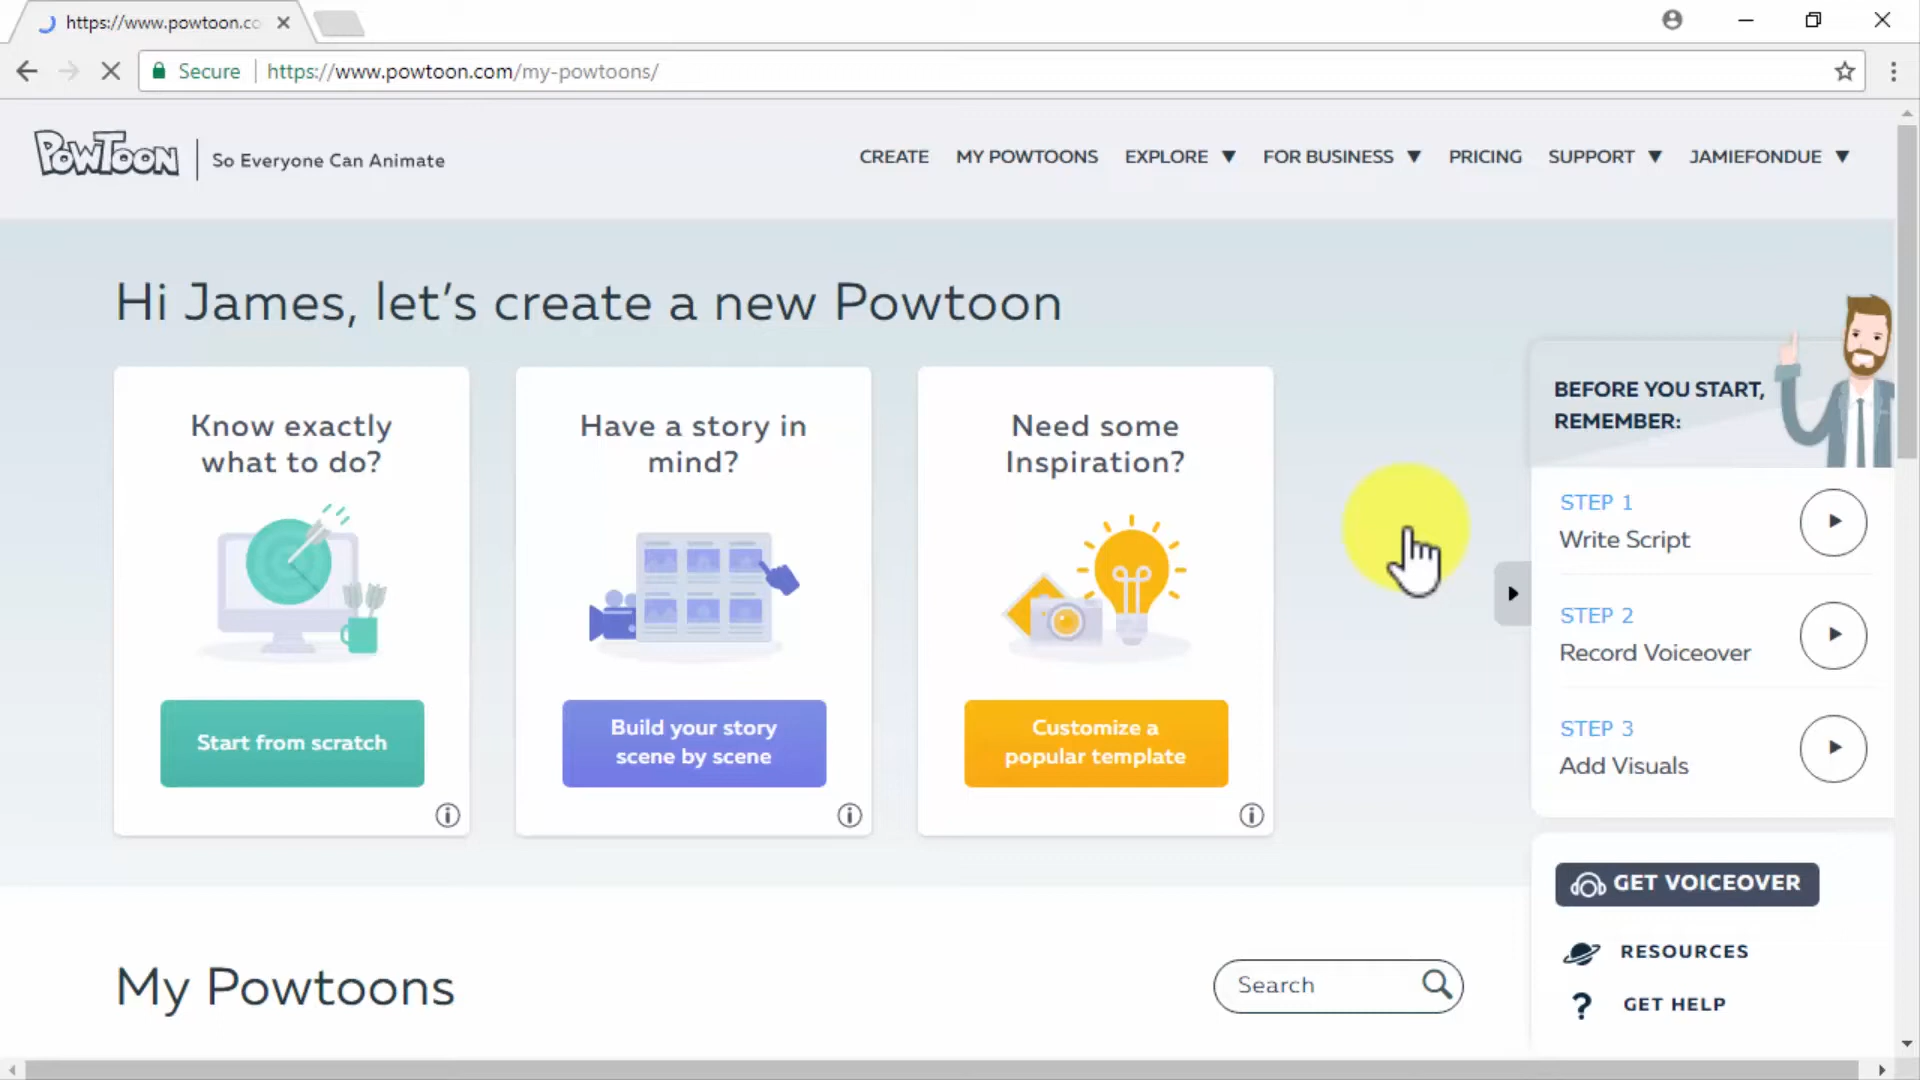 https://www.powtoon.co
Secure
https://www.powtoon.com/my-powtoons/
PowToon
So Everyone Can Animate
CREATE
MY POWTOONS
EXPLORE
FOR BUSINESS
PRICING
SUPPORT
JAMIEFONDUE
Hi James, let's create a new Powtoon
Know exactly
what to do?
Start from scratch
Have a story in
mind?
Build your story
scene by scene
Need some
Inspiration?
Customize a
popular template
BEFORE YOU START,
REMEMBER:
STEP 1
Write Script
STEP 2
Record Voiceover
STEP 3
Add Visuals
GET VOICEOVER
RESOURCES
? GET HELP
My Powtoons
Search